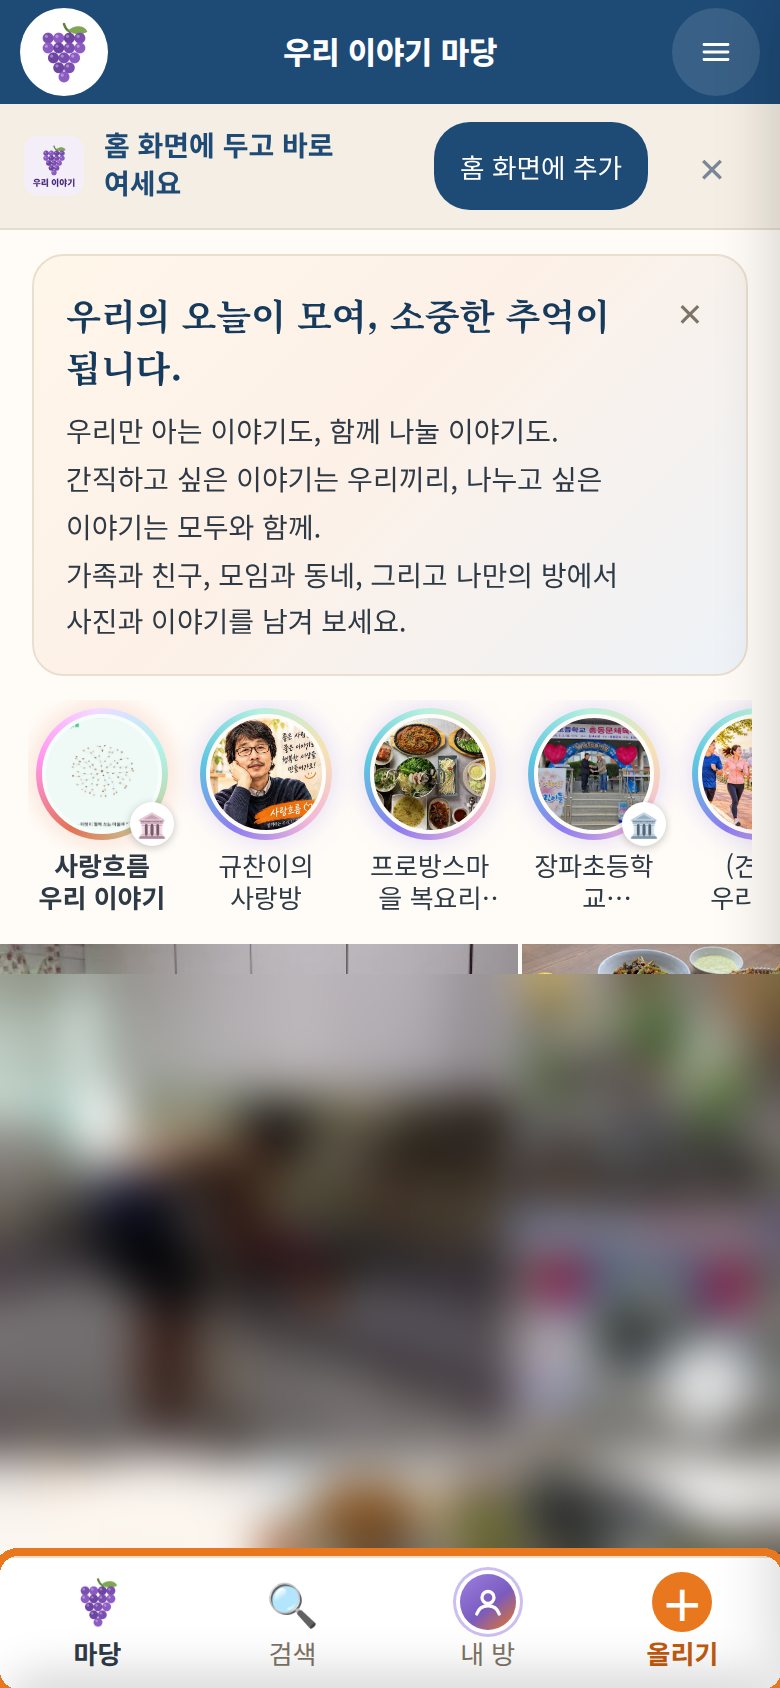 우리 이야기 마당
우리 이야기
홈 화면에 두고 바로
여세요
홈 화면에 추가
우리의 오늘이 모여, 소중한 추억이
됩니다.
우리만 아는 이야기도, 함께 나눌 이야기도.
간직하고 싶은 이야기는 우리끼리, 나누고 싶은
이야기는 모두와 함께.
가족과 친구, 모임과 동네, 그리고 나만의 방에서
사진과 이야기를 남겨 보세요.
사랑흐름
우리 이야기
규찬이의
사랑방
프로방스마
을 복요리··
장파초등학
교···
(견
우리
마당
검색
내 방
올리기